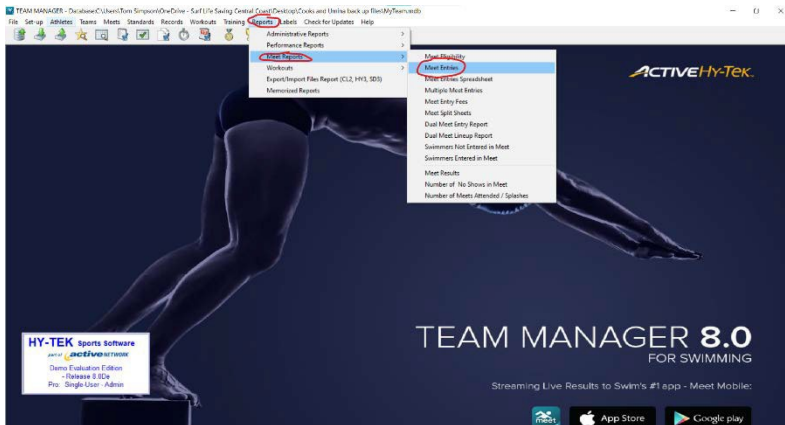 TEAM MANAGER - Database:C:\Users\Tom Simpson\OneDrive - Surf Life Saving Central Coast\Desktop\Cooks and Umina back up files\MyTeam.mdb
File Set-up Athletes Teams Meets Standards Records Workouts Training Reports Labels Check for Updates Help
Administrative Reports
Performance Reports
Meet Reports
Workouts
Export/Import Files Report (CL2, HY3, SD3)
Memorized Reports
Meet Eligibility
Meet Entries
Meet Entries Spreadsheet
Multiple Meet Entries
Meet Entry Fees
Meet Split Sheets
Dual Meet Entry Report
Dual Meet Lineup Report
Swimmers Not Entered in Meet
Swimmers Entered in Meet
Meet Results
Number of No Shows in Meet
Number of Meets Attended / Splashes
ACTIVE HY-TEK
HY-TEK Sports Software
part of active NETWORK
Demo Evaluation Edition
- Release 8.0De
Pro: Single-User - Admin
TEAM MANAGER 8.0
FOR SWIMMING
Streaming Live Results to Swim's #1 app - Meet Mobile:
meet
App Store
Google play